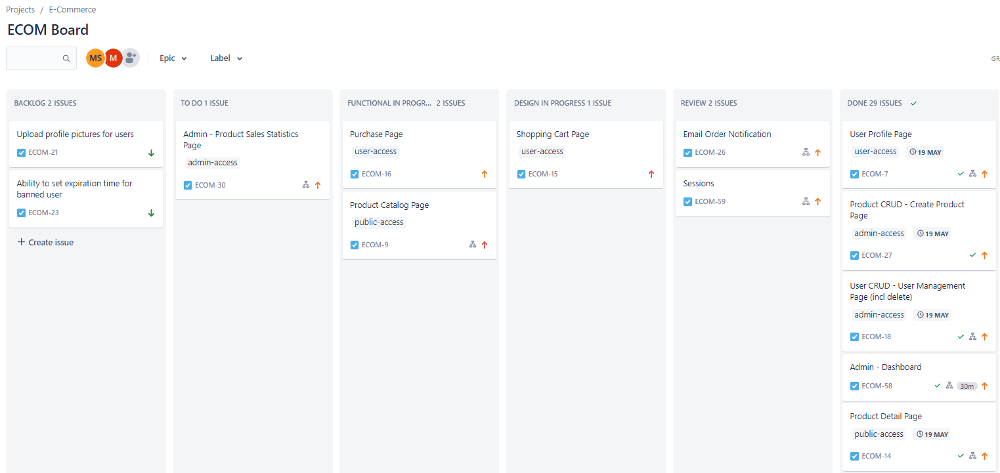 Projects / E-Commerce
ECOM Board
MS M Epic Label
GR
BACKLOG 2 ISSUES
Upload profile pictures for users
ECOM-21
Ability to set expiration time for
banned user
ECOM-23
+ Create issue
TO DO 1 ISSUE
Admin - Product Sales Statistics
Page
admin-access
ECOM-30
FUNCTIONAL IN PROGR... 2 ISSUES
Purchase Page
user-access
ECOM-16
Product Catalog Page
public-access
ECOM-9
DESIGN IN PROGRESS 1 ISSUE
Shopping Cart Page
user-access
ECOM-15
REVIEW 2 ISSUES
Email Order Notification
ECOM-26
Sessions
ECOM-59
DONE 29 ISSUES
User Profile Page
user-access 19 MAY
ECOM-7
Product CRUD - Create Product
Page
admin-access 19 MAY
ECOM-27
User CRUD - User Management
Page (incl delete)
admin-access 19 MAY
ECOM-18
Admin - Dashboard
ECOM-58 30m
Product Detail Page
public-access 19 MAY
ECOM-14